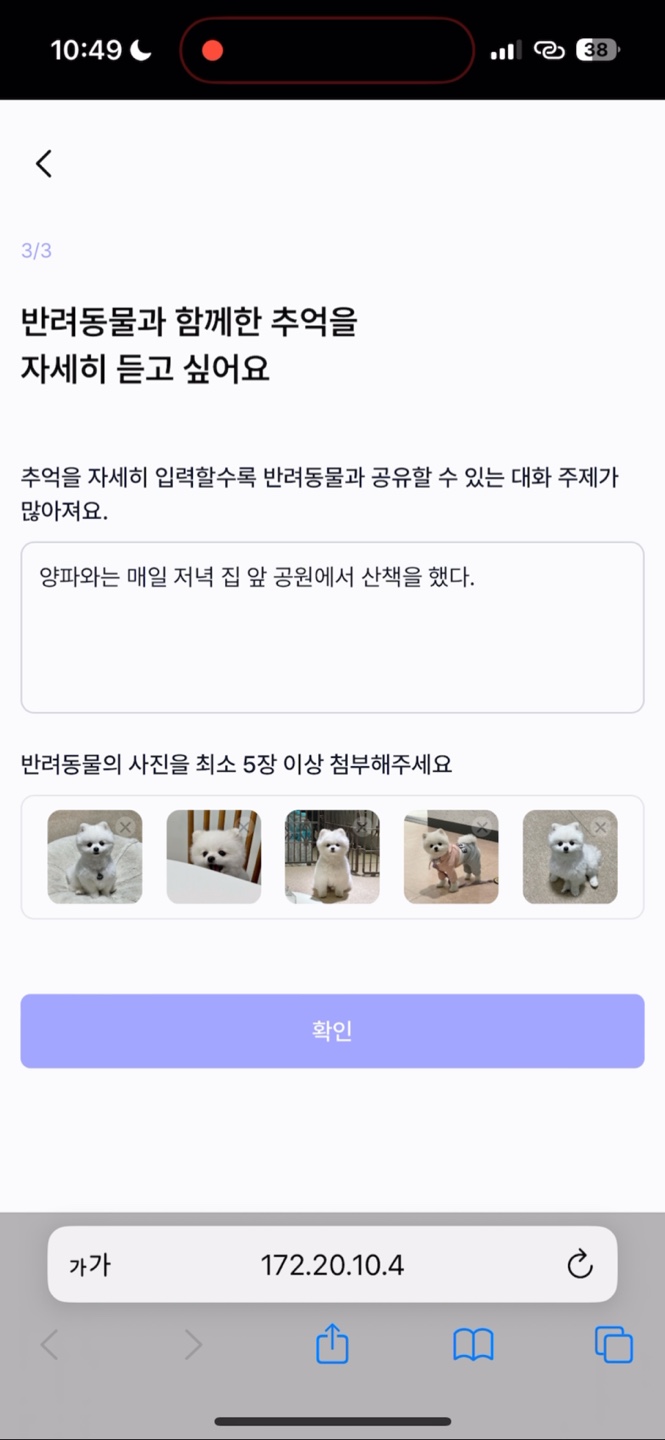 10:49
38
3/3
반려동물과 함께한 추억을
자세히 듣고 싶어요
추억을 자세히 입력할수록 반려동물과 공유할 수 있는 대화 주제가
많아져요.
양파와는 매일 저녁 집 앞 공원에서 산책을 했다.
반려동물의 사진을 최소 5장 이상 첨부해주세요
확인
가가 172.20.10.4